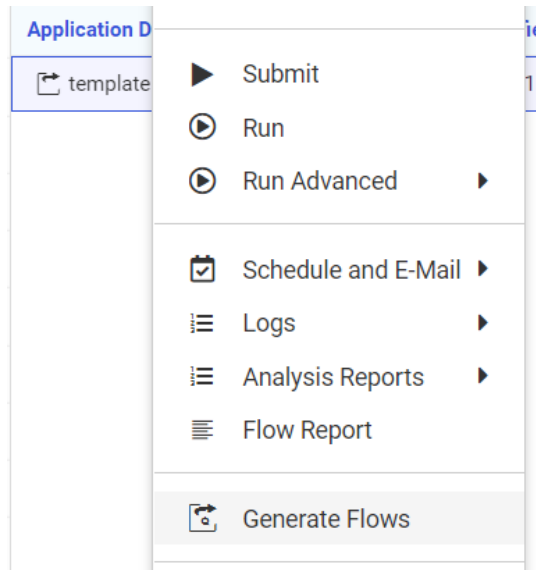 Application D
template
Submit
Run
Run Advanced
Schedule and E-Mail
Logs
Analysis Reports
Flow Report
Generate Flows